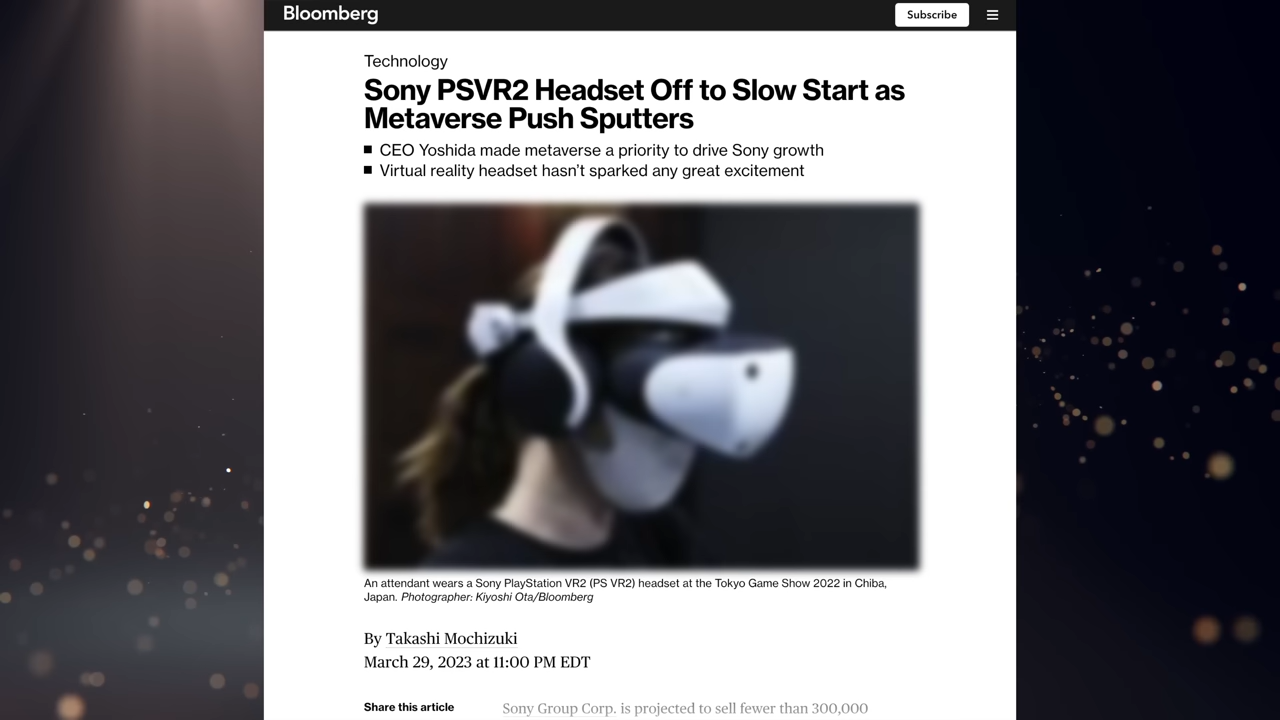 Bloomberg
Subscribe
Technology
Sony PSVR2 Headset Off to Slow Start as
Metaverse Push Sputters
CEO Yoshida made metaverse a priority to drive Sony growth
Virtual reality headset hasn’t sparked any great excitement
An attendant wears a Sony PlayStation VR2 (PS VR2) headset at the Tokyo Game Show 2022 in Chiba,
Japan. Photographer: Kiyoshi Ota/Bloomberg
By Takashi Mochizuki
March 29, 2023 at 11:00 PM EDT
Share this article
Sony Group Corp. is projected to sell fewer than 300,000